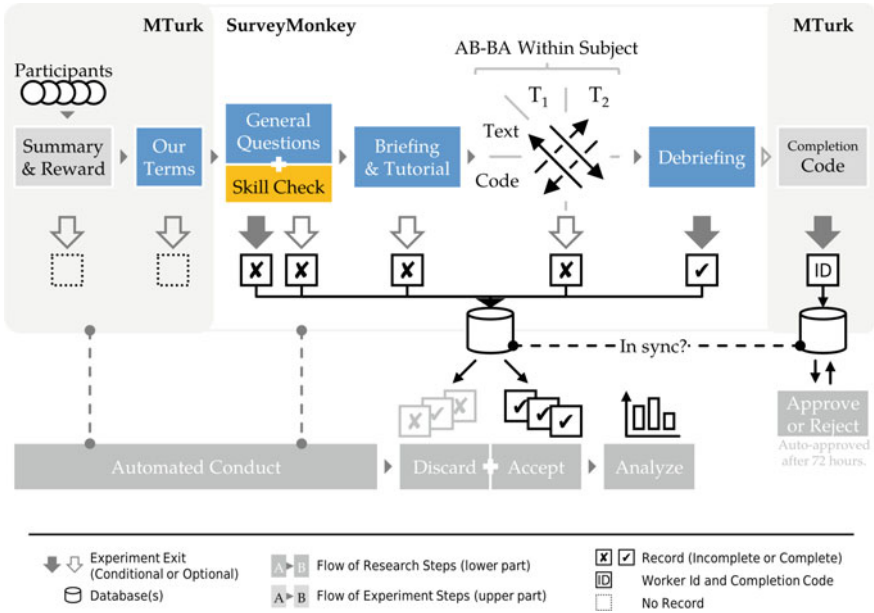 MTurk
SurveyMonkey
MTurk
Participants
AB-BA Within Subject
T1
T2
Text
Code
Summary
& Reward
Our
Terms
General
Questions
Skill Check
Briefing
& Tutorial
Debriefing
Completion
Code
ID
In sync?
Approve
or Reject
Auto-approved
after 72 hours.
Automated Conduct
Discard
Accept
Analyze
Experiment Exit
(Conditional or Optional)
Database(s)
A B Flow of Research Steps (lower part)
A B Flow of Experiment Steps (upper part)
Record (Incomplete or Complete)
ID Worker Id and Completion Code
No Record